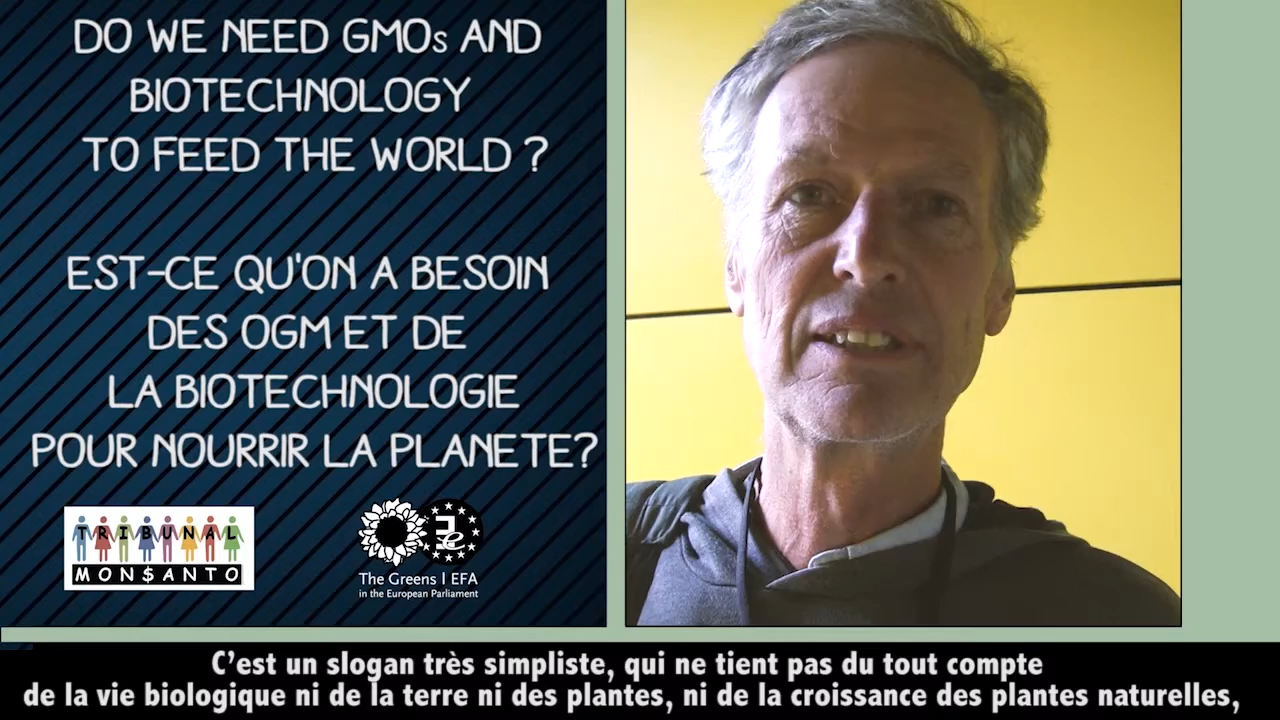 DO WE NEED GMOs AND
BIOTECHNOLOGY
TO FEED THE WORLD ?
EST-CE QU'ON A BESOIN
DES OGM ET DE
LA BIOTECHNOLOGIE
POUR NOURRIR LA PLANETE?
TRIBUNAL
MON$ANTO
The Greens | EFA
in the European Parliament
C’est un slogan très simpliste, qui ne tient pas du tout compte
de la vie biologique ni de la terre ni des plantes, ni de la croissance des plantes naturelles,